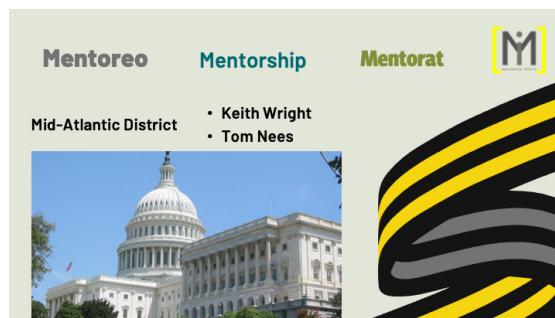 Mentoreo
Mentorship
Mentorat
Mid-Atlantic District
• Keith Wright
• Tom Nees